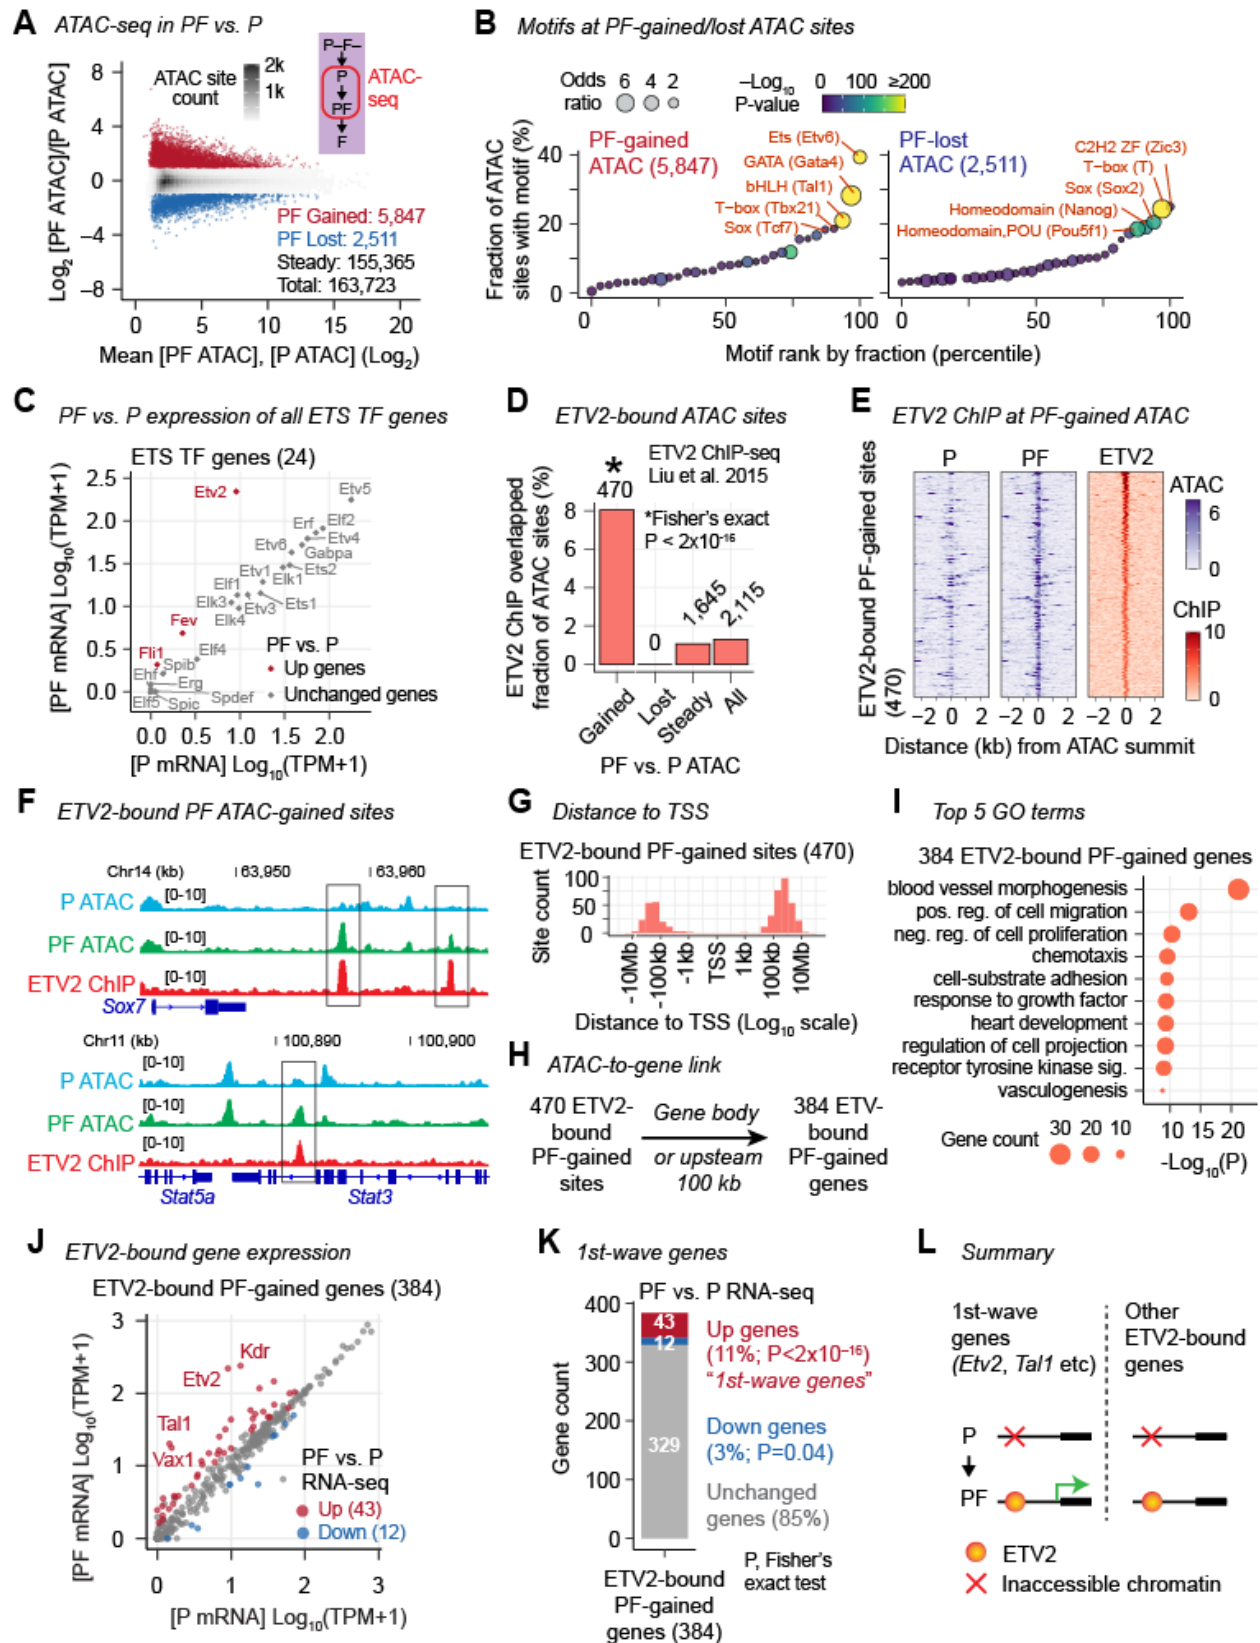 A ATAC-seq in PF vs. P
Log2 [PF ATAC]/[P ATAC]
8
4
0
−4
−8
ATAC site
count
2k
1k
P–F–
P
PF
F
ATAC-
seq
PF Gained: 5,847
PF Lost: 2,511
Steady: 155,365
Total: 163,723
0 5 10 15 20
Mean [PF ATAC], [P ATAC] (Log2)
B Motifs at PF-gained/lost ATAC sites
Odds
ratio
6 4 2
−Log10
P-value
0 100 ≥200
Fraction of ATAC
sites with motif (%)
40
20
0
PF-gained
ATAC (5,847)
Ets (Etv6)
GATA (Gata4)
bHLH (Tal1)
T-box (Tbx21)
Sox (Tcf7)
PF-lost
ATAC (2,511)
C2H2 ZF (Zic3)
T-box (T)
Sox (Sox2)
Homeodomain (Nanog)
Homeodomain,POU (Pou5f1)
0 50 100
0 50 100
Motif rank by fraction (percentile)
C PF vs. P expression of all ETS TF genes
ETS TF genes (24)
[PF mRNA] Log10(TPM+1)
2.5
2.0
1.5
1.0
0.5
0.0
Etv2
Etv5
Erf
Elf2
Etv4
Etv6
Gabpa
Etv1
Elk1
Ets2
Elf1
Elk3
Etv3
Ets1
Elk4
Fev
Fli1
Elf4
Spib
Ehf
Erg
Elf5
Spic
Spdef
PF vs. P
Up genes
Unchanged genes
0.0 0.5 1.0 1.5 2.0
[P mRNA] Log10(TPM+1)
D ETV2-bound ATAC sites
ETV2 ChIP overlapped
fraction of ATAC sites (%)
8
6
4
2
0
*
470
ETV2 ChIP-seq
Liu et al. 2015
*Fisher's exact
P < 2x10−16
0
1,645
2,115
Gained
Lost
Steady
All
PF vs. P ATAC
E ETV2 ChIP at PF-gained ATAC
P PF ETV2
ETV2-bound PF-gained sites
(470)
ATAC
6
0
ChIP
10
0
−2 0 2
−2 0 2
−2 0 2
Distance (kb) from ATAC summit
F ETV2-bound PF ATAC-gained sites
Chr14 (kb) 63,950 63,960
P ATAC [0-10]
PF ATAC [0-10]
ETV2 ChIP [0-10]
Sox7
Chr11 (kb) 100,890 100,900
P ATAC [0-10]
PF ATAC [0-10]
ETV2 ChIP [0-10]
Stat5a Stat3
G Distance to TSS
ETV2-bound PF-gained sites (470)
Site count
100
50
0
-10Mb
-100kb
-1kb
TSS
1kb
100kb
10Mb
Distance to TSS (Log10 scale)
H ATAC-to-gene link
470 ETV2-
bound
PF-gained
sites
Gene body
or upstream
100 kb
384 ETV-
bound
PF-gained
genes
I Top 5 GO terms
384 ETV2-bound PF-gained genes
blood vessel morphogenesis
pos. reg. of cell migration
neg. reg. of cell proliferation
chemotaxis
cell-substrate adhesion
response to growth factor
heart development
regulation of cell projection
receptor tyrosine kinase sig.
vasculogenesis
Gene count
30 20 10
10 15 20
-Log10(P)
J ETV2-bound gene expression
ETV2-bound PF-gained genes (384)
[PF mRNA] Log10(TPM+1)
3
2
1
0
Kdr
Etv2
Tal1
Vax1
PF vs. P
RNA-seq
Up (43)
Down (12)
0 1 2 3
[P mRNA] Log10(TPM+1)
K 1st-wave genes
PF vs. P RNA-seq
Gene count
400
300
200
100
0
43
12
329
Up genes
(11%; P<2x10−16)
"1st-wave genes"
Down genes
(3%; P=0.04)
Unchanged
genes (85%)
ETV2-bound
PF-gained
genes (384)
P, Fisher's
exact test
L Summary
1st-wave
genes
(Etv2, Tal1 etc)
Other
ETV2-bound
genes
P
PF
ETV2
Inaccessible chromatin